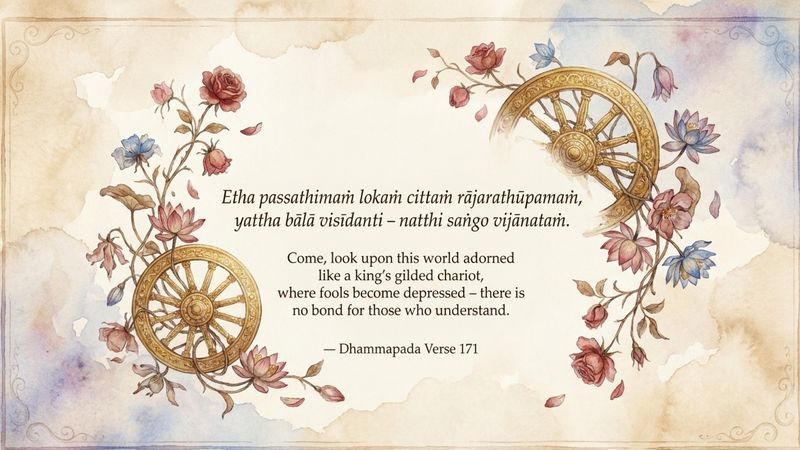 Etha passathimaṁ lokaṁ cittaṁ rājarathūpamaṁ,
yattha bālā visīdanti – natthi saṅgo vijānataṁ.
Come, look upon this world adorned
like a king’s gilded chariot,
where fools become depressed – there is
no bond for those who understand.
— Dhammapada Verse 171